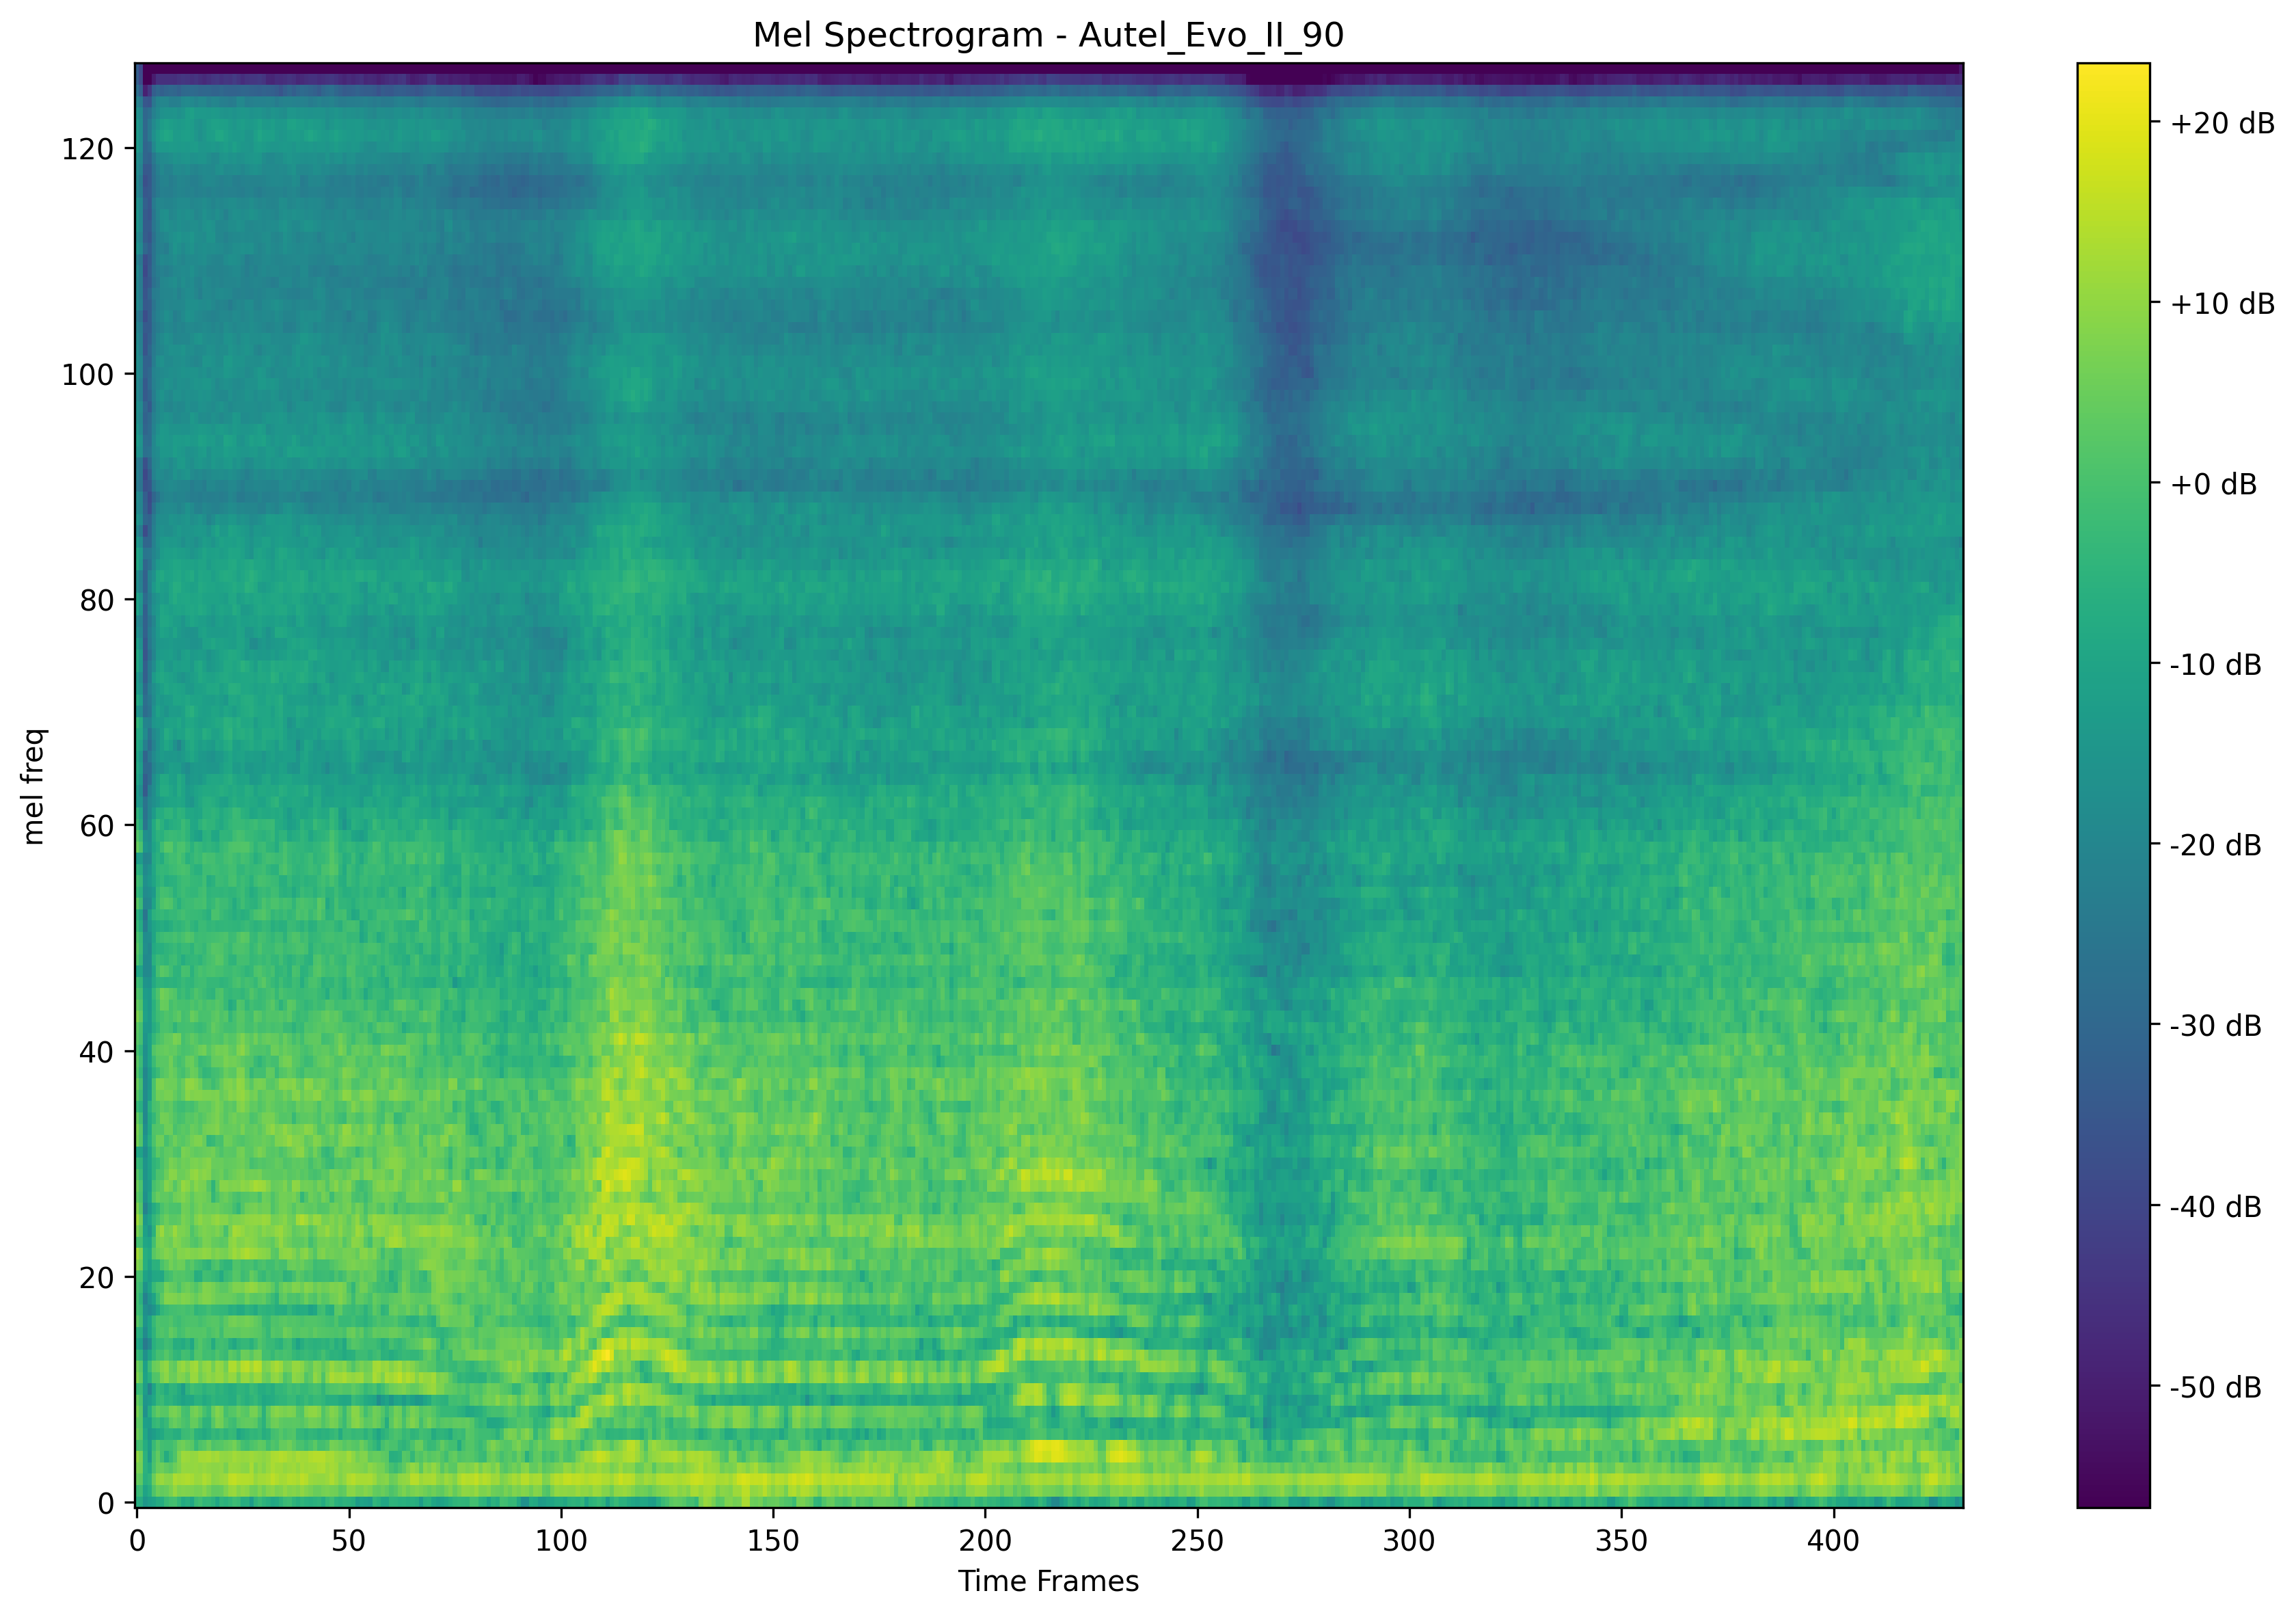 Mel Spectrogram - Autel_Evo_II_90
mel freq
120
100
80
60
40
20
0
0 50 100 150 200 250 300 350 400
Time Frames
+20 dB
+10 dB
+0 dB
-10 dB
-20 dB
-30 dB
-40 dB
-50 dB